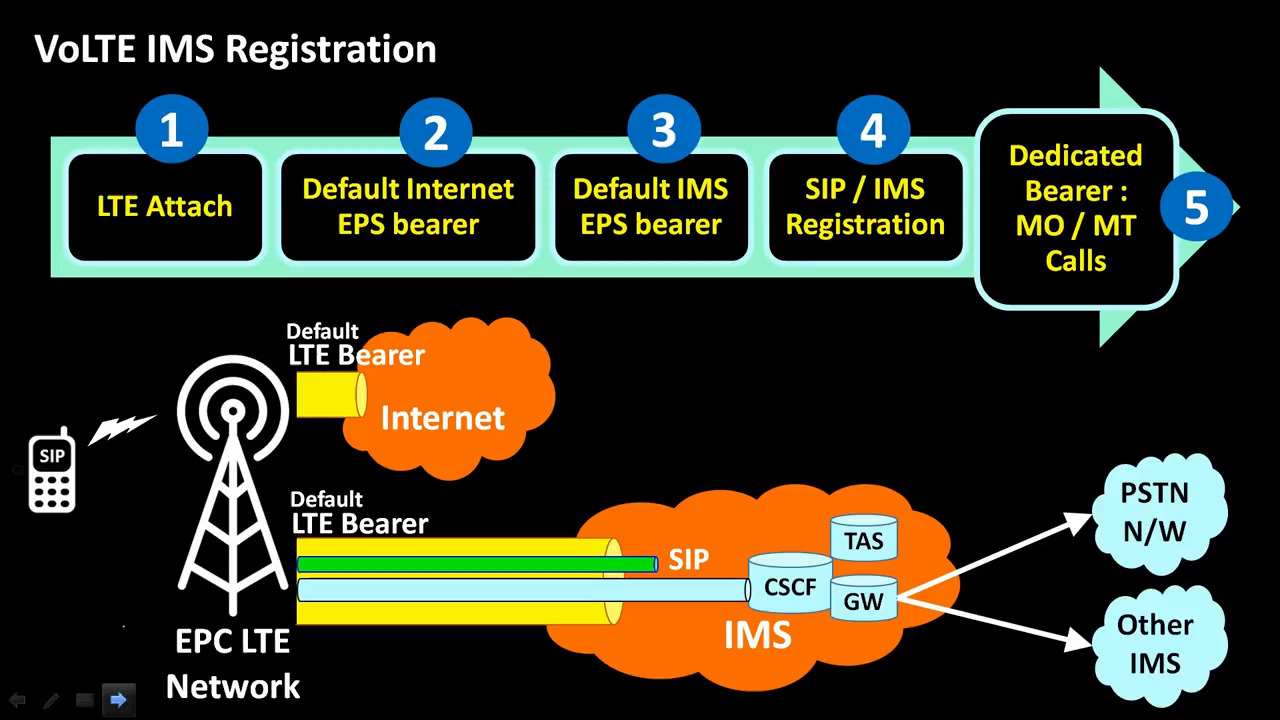 VoLTE IMS Registration
1
2
3
4
5
LTE Attach
Default Internet
EPS bearer
Default IMS
EPS bearer
SIP / IMS
Registration
Dedicated
Bearer :
MO / MT
Calls
Default
LTE Bearer
Internet
SIP
Default
LTE Bearer
SIP
CSCF
TAS
GW
IMS
PSTN
N/W
Other
IMS
EPC LTE
Network